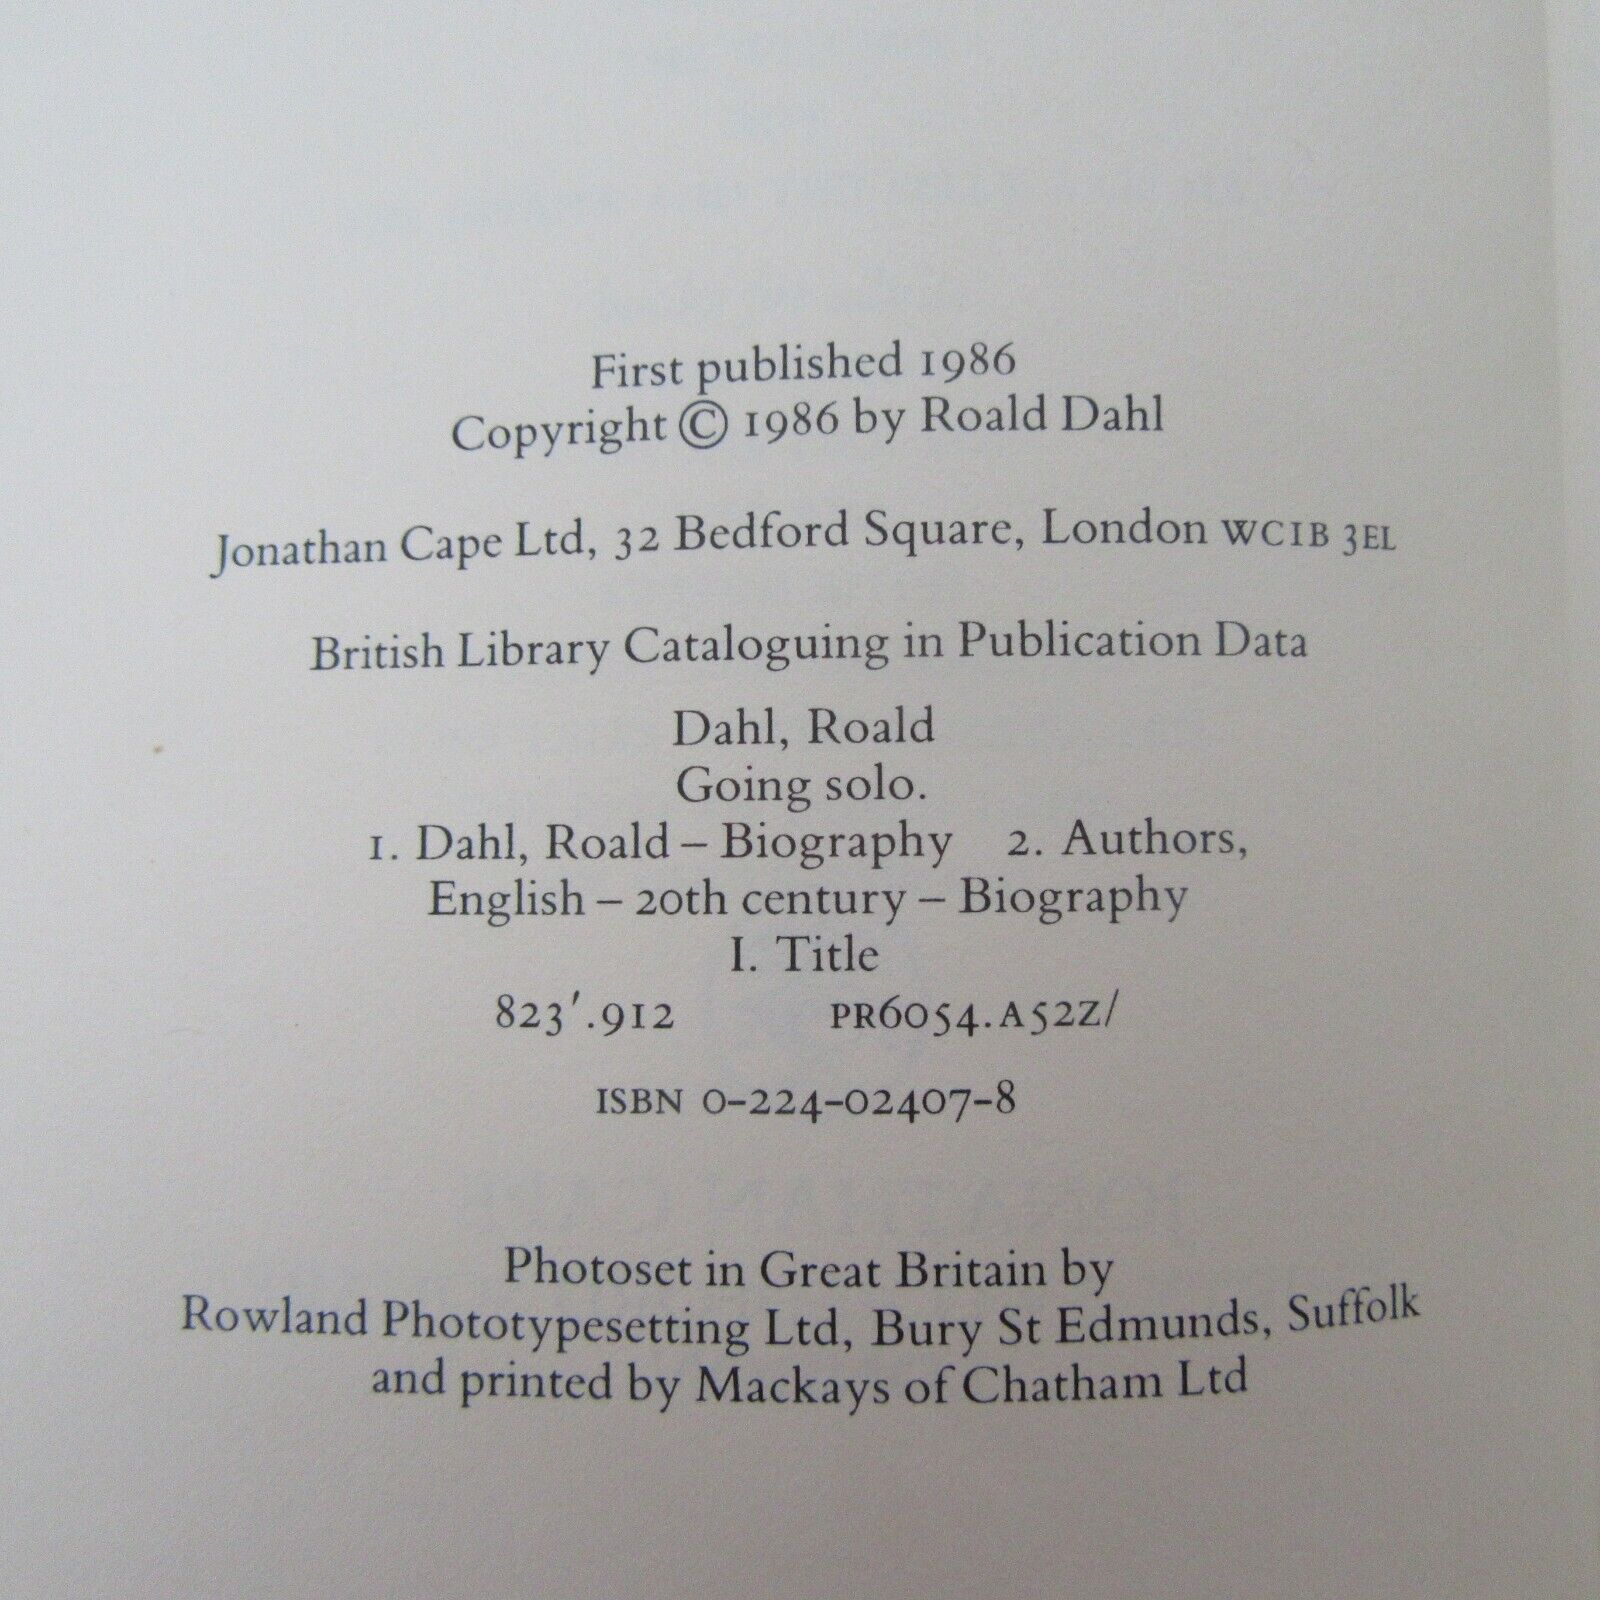 First published 1986
Copyright © 1986 by Roald Dahl
Jonathan Cape Ltd, 32 Bedford Square, London WC1B 3EL
British Library Cataloguing in Publication Data
Dahl, Roald
Going solo.
1. Dahl, Roald – Biography 2. Authors,
English – 20th century – Biography
I. Title
823′.912 PR6054.A52Z/
ISBN 0–224–02407–8
Photoset in Great Britain by
Rowland Phototypesetting Ltd, Bury St Edmunds, Suffolk
and printed by Mackays of Chatham Ltd